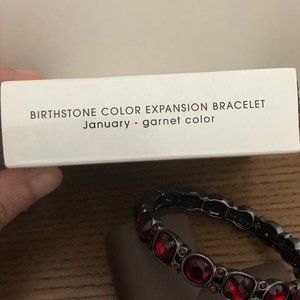 BIRTHSTONE COLOR EXPANSION BRACELET
January - garnet color